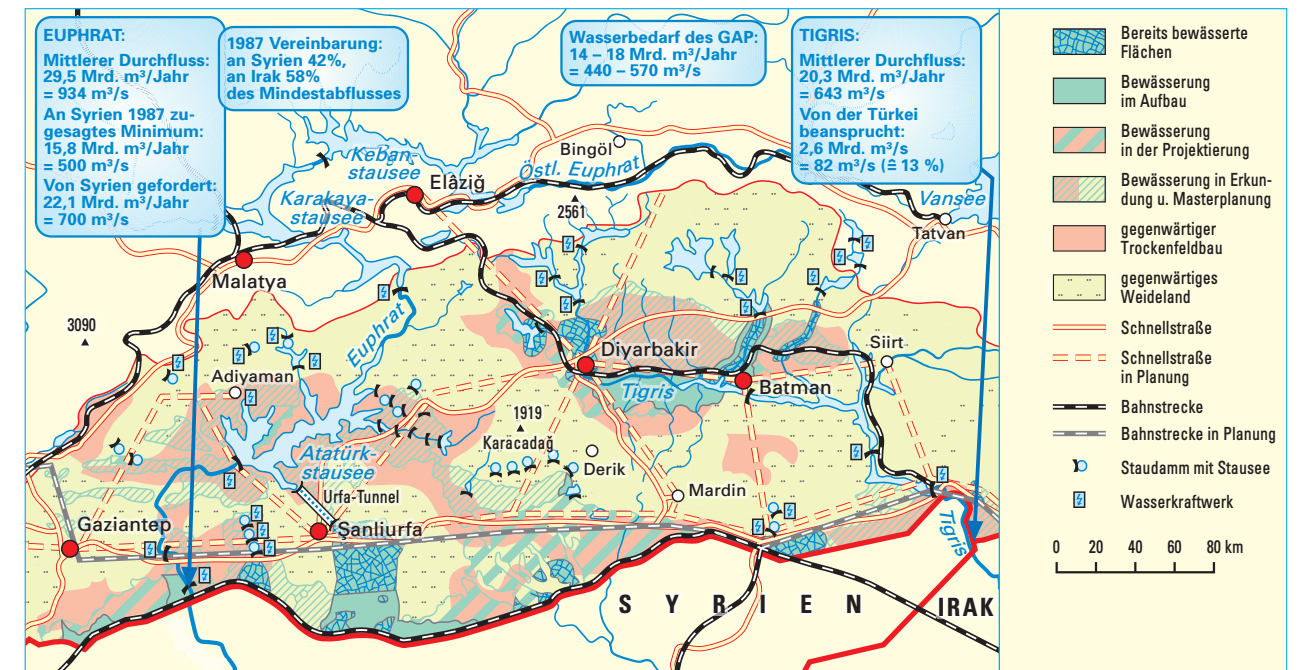 EUPHRAT:
Mittlerer Durchfluss:
29,5 Mrd. m³/Jahr
= 934 m³/s
An Syrien 1987 zu-
gesagtes Minimum:
15,8 Mrd. m³/Jahr
= 500 m³/s
Von Syrien gefordert:
22,1 Mrd. m³/Jahr
= 700 m³/s
1987 Vereinbarung:
an Syrien 42%,
an Irak 58%
des Mindestabflusses
Wasserbedarf des GAP:
14 – 18 Mrd. m³/Jahr
= 440 – 570 m³/s
TIGRIS:
Mittlerer Durchfluss:
20,3 Mrd. m³/Jahr
= 643 m³/s
Von der Türkei
beansprucht:
2,6 Mrd. m³/s
= 82 m³/s (≙ 13 %)
Keban-
stausee
Karakaya-
stausee
Elâziğ
Östl. Euphrat
Bingöl
2561
Vansee
Tatvan
Malatya
3090
Euphrat
Adiyaman
Diyarbakir
Tigris
Batman
Siirt
1919
Karacadağ
Derik
Mardin
Atatürk-
stausee
Urfa-Tunnel
Gaziantep
Şanliurfa
Tigris
SYRIEN
IRAK
Bereits bewässerte
Flächen
Bewässerung
im Aufbau
Bewässerung
in der Projektierung
Bewässerung in Erkun-
dung u. Masterplanung
gegenwärtiger
Trockenfeldbau
gegenwärtiges
Weideland
Schnellstraße
Schnellstraße
in Planung
Bahnstrecke
Bahnstrecke in Planung
Staudamm mit Stausee
Wasserkraftwerk
0 20 40 60 80 km